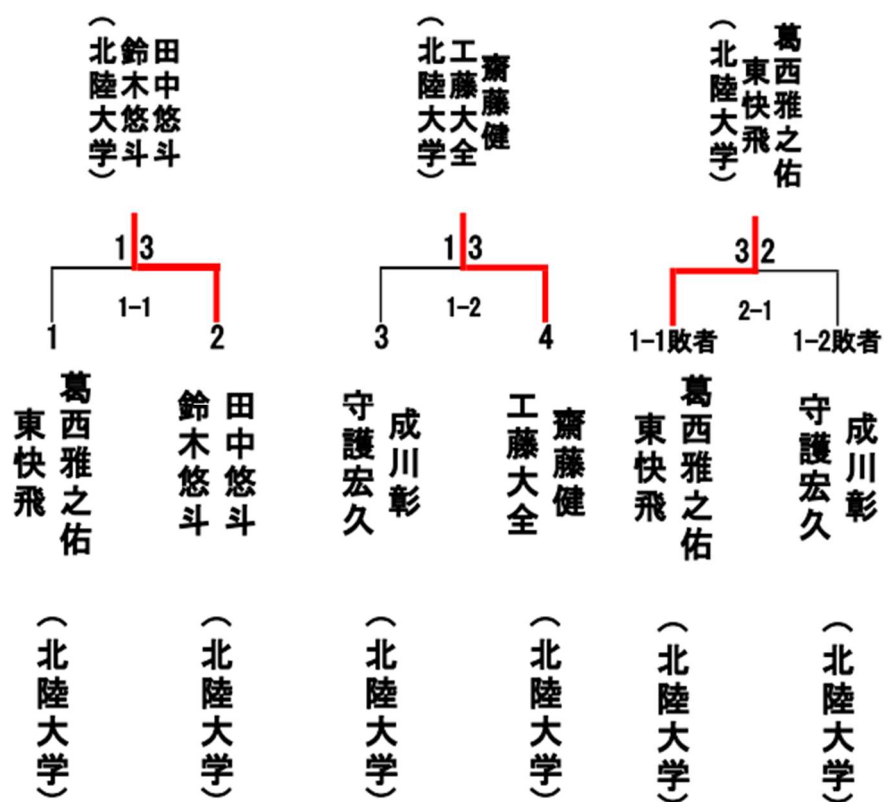 田中悠斗
鈴木悠斗
(北陸大学)
齋藤健
工藤大全
(北陸大学)
葛西雅之佑
東快飛
(北陸大学)
1 3
1-1
1
2
1 3
1-2
3
4
3 2
2-1
1-1敗者
1-2敗者
葛西雅之佑
東快飛
(北陸大学)
田中悠斗
鈴木悠斗
(北陸大学)
成川彰
守護宏久
(北陸大学)
齋藤健
工藤大全
(北陸大学)
葛西雅之佑
東快飛
(北陸大学)
成川彰
守護宏久
(北陸大学)